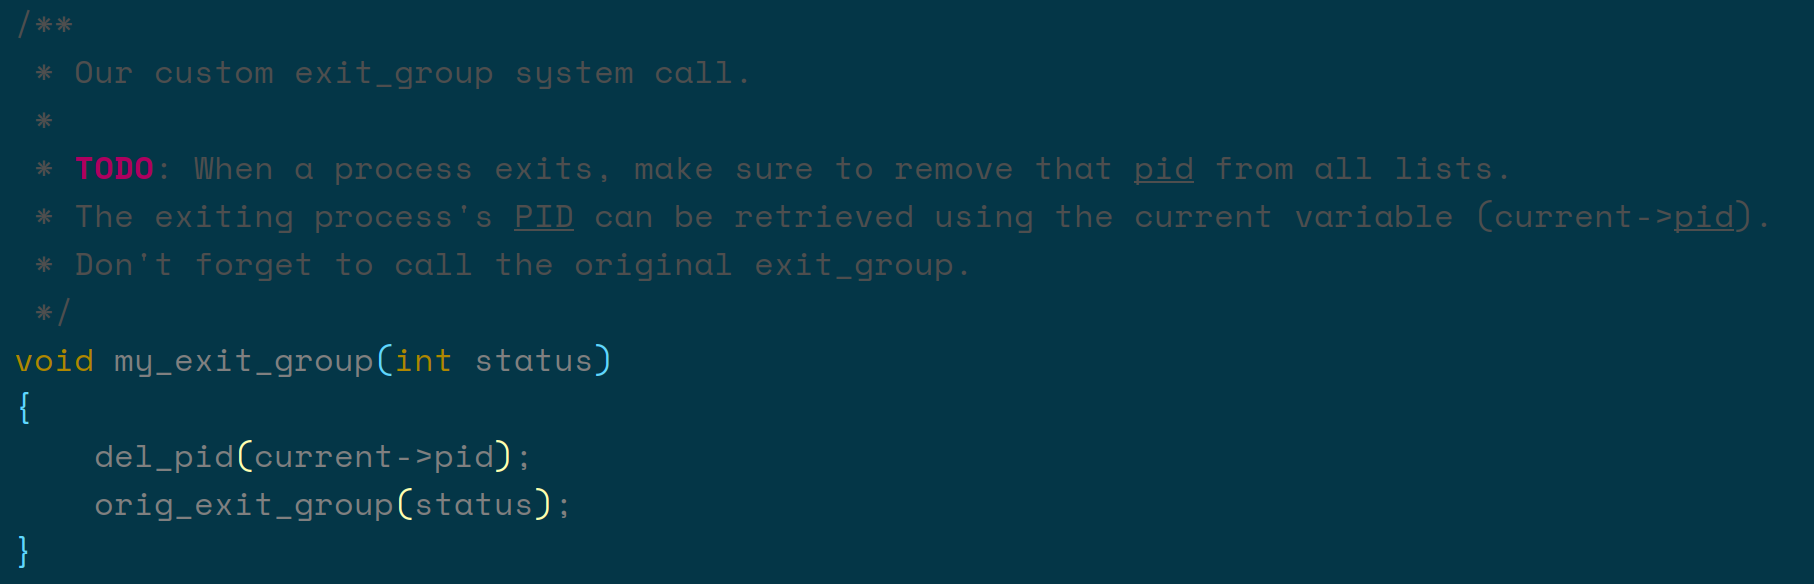 /**
 * Our custom exit_group system call.
 *
 * TODO: When a process exits, make sure to remove that pid from all lists.
 * The exiting process's PID can be retrieved using the current variable (current->pid).
 * Don't forget to call the original exit_group.
 */
void my_exit_group(int status)
{
    del_pid(current->pid);
    orig_exit_group(status);
}